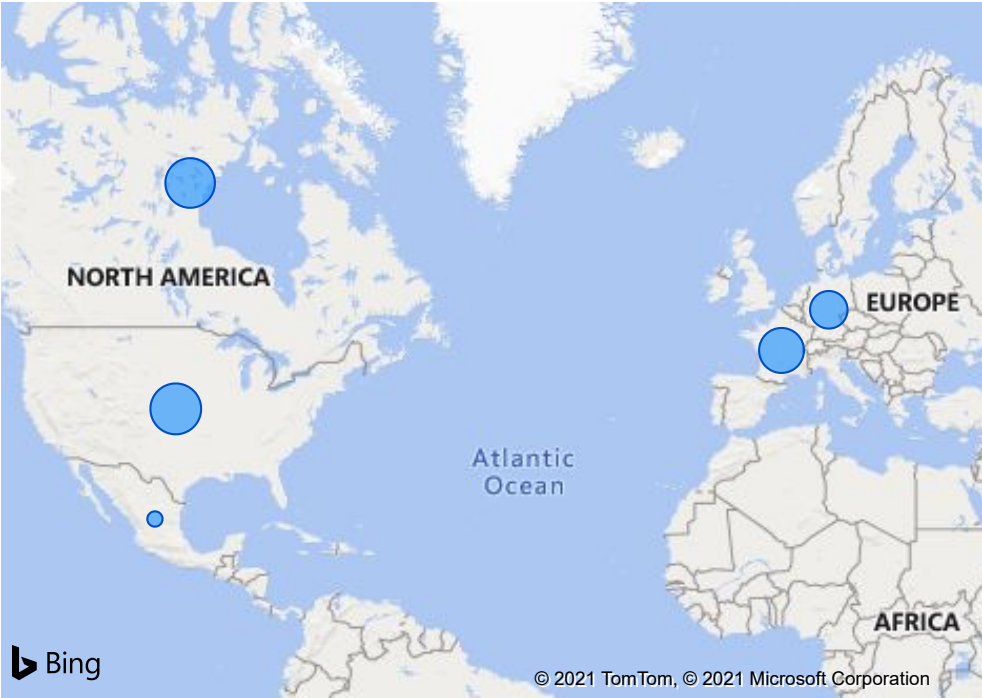 NORTH AMERICA
EUROPE
Atlantic
Ocean
AFRICA
Bing
© 2021 TomTom, © 2021 Microsoft Corporation